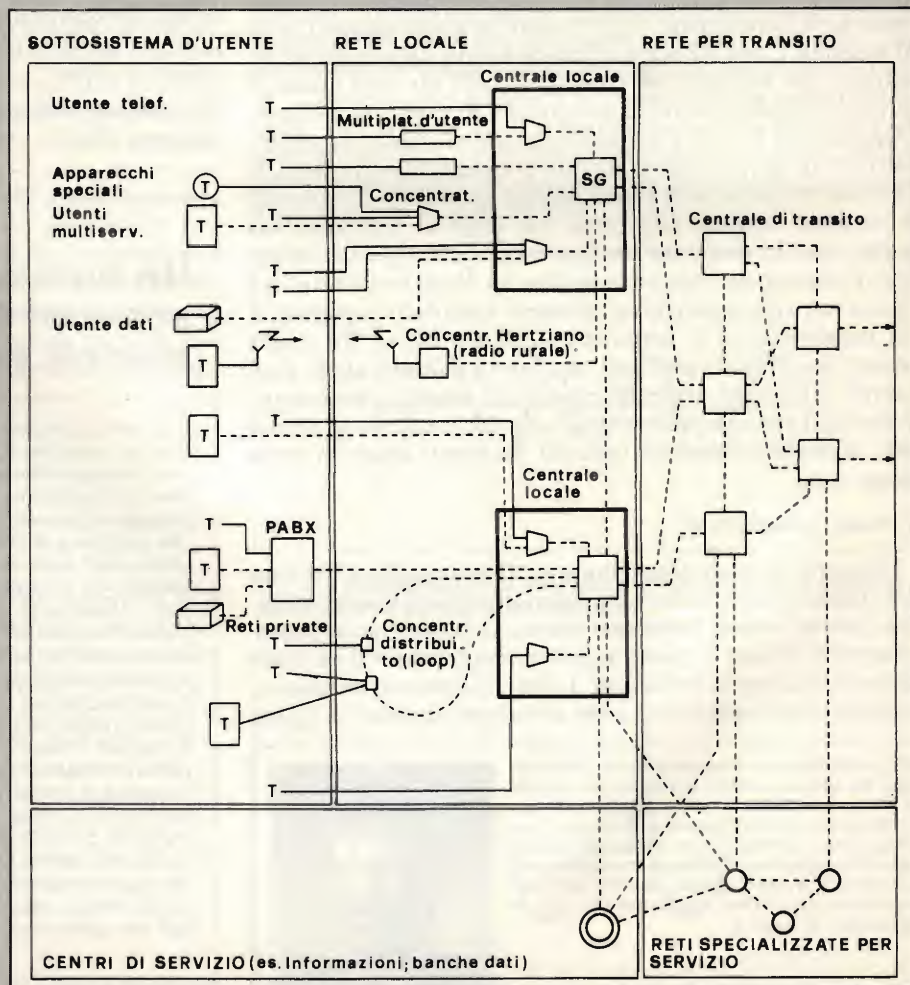 SOTTOSISTEMA D'UTENTE
RETE LOCALE
RETE PER TRANSITO
Centrale locale
Utente telef.
T
Multiplat. d'utente
T
T
SG
Apparecchi
speciali
T
Concentrat.
Utenti
multiserv.
T
T
Centrale di transito
T
T
Utente dati
Concentr. Hertziano
(radio rurale)
T
T
T
Centrale
locale
T
PABX
T
Reti private
Concentr.
distribui_
to (loop)
T
T
T
T
CENTRI DI SERVIZIO (es. Informazioni; banche dati)
RETI SPECIALIZZATE PER
SERVIZIO